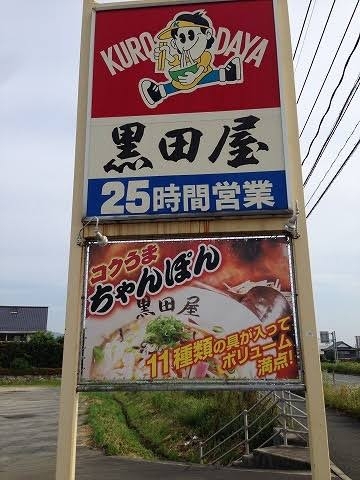 KURODAYA
黒田屋
25時間営業
コクうま
ちゃんぽん
黒田屋
11種類の具が入って
ボリューム
満点!